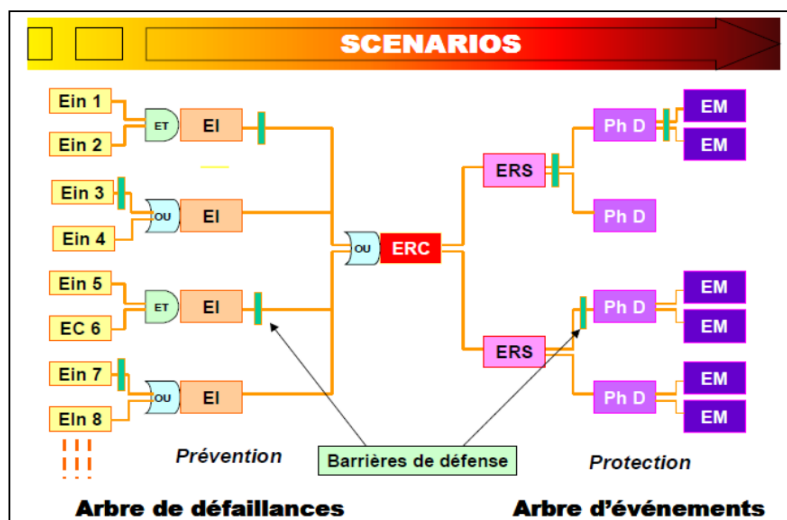 SCENARIOS
Ein 1
Ein 2
ET
EI
Ein 3
Ein 4
OU
EI
Ein 5
EC 6
ET
EI
Ein 7
EIn 8
OU
EI
OU
ERC
ERS
ERS
Ph D
Ph D
Ph D
Ph D
EM
EM
EM
EM
EM
EM
Prévention
Barrières de défense
Protection
Arbre de défaillances
Arbre d'événements